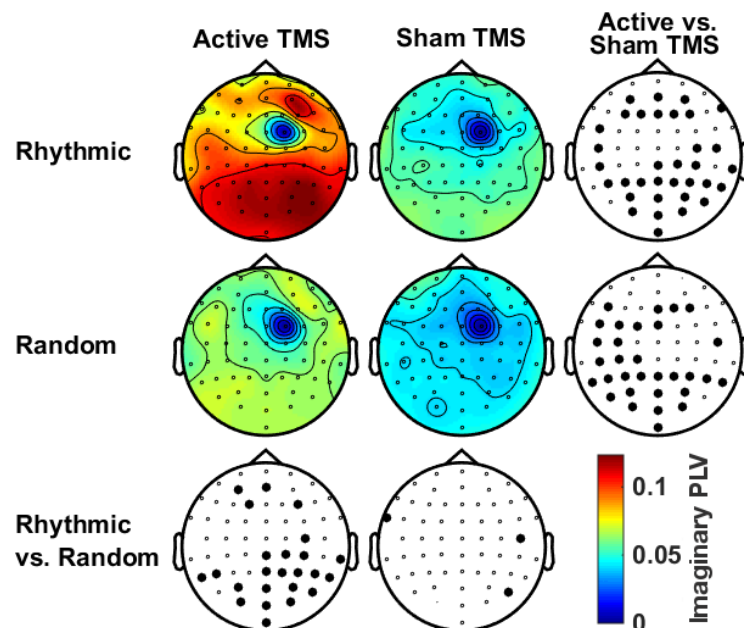 Active TMS
Sham TMS
Active vs.
Sham TMS
Rhythmic
Random
Rhythmic
vs. Random
0.1
0.05
0
Imaginary PLV